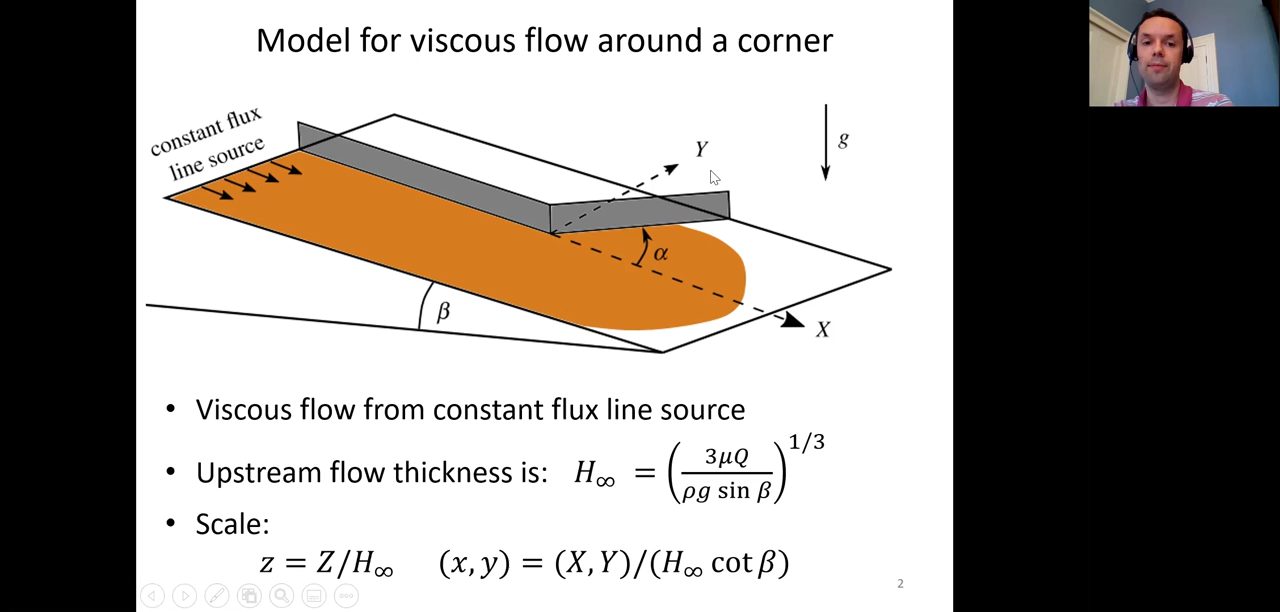 Model for viscous flow around a corner
constant flux
line source
Y
g
α
β
X
• Viscous flow from constant flux line source
• Upstream flow thickness is: H∞ = (3μQ / ρg sin β)^1/3
• Scale:
z = Z/H∞ (x, y) = (X, Y)/(H∞ cot β)
2